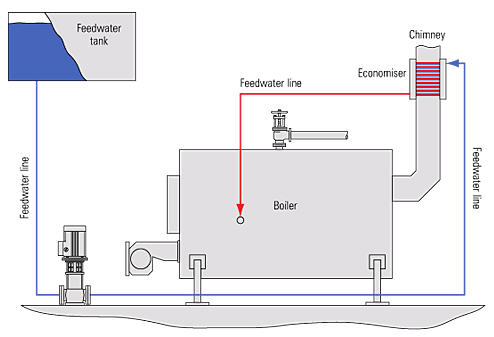 Feedwater
tank
Chimney
Economiser
Feedwater line
Feedwater line
Feedwater line
Boiler